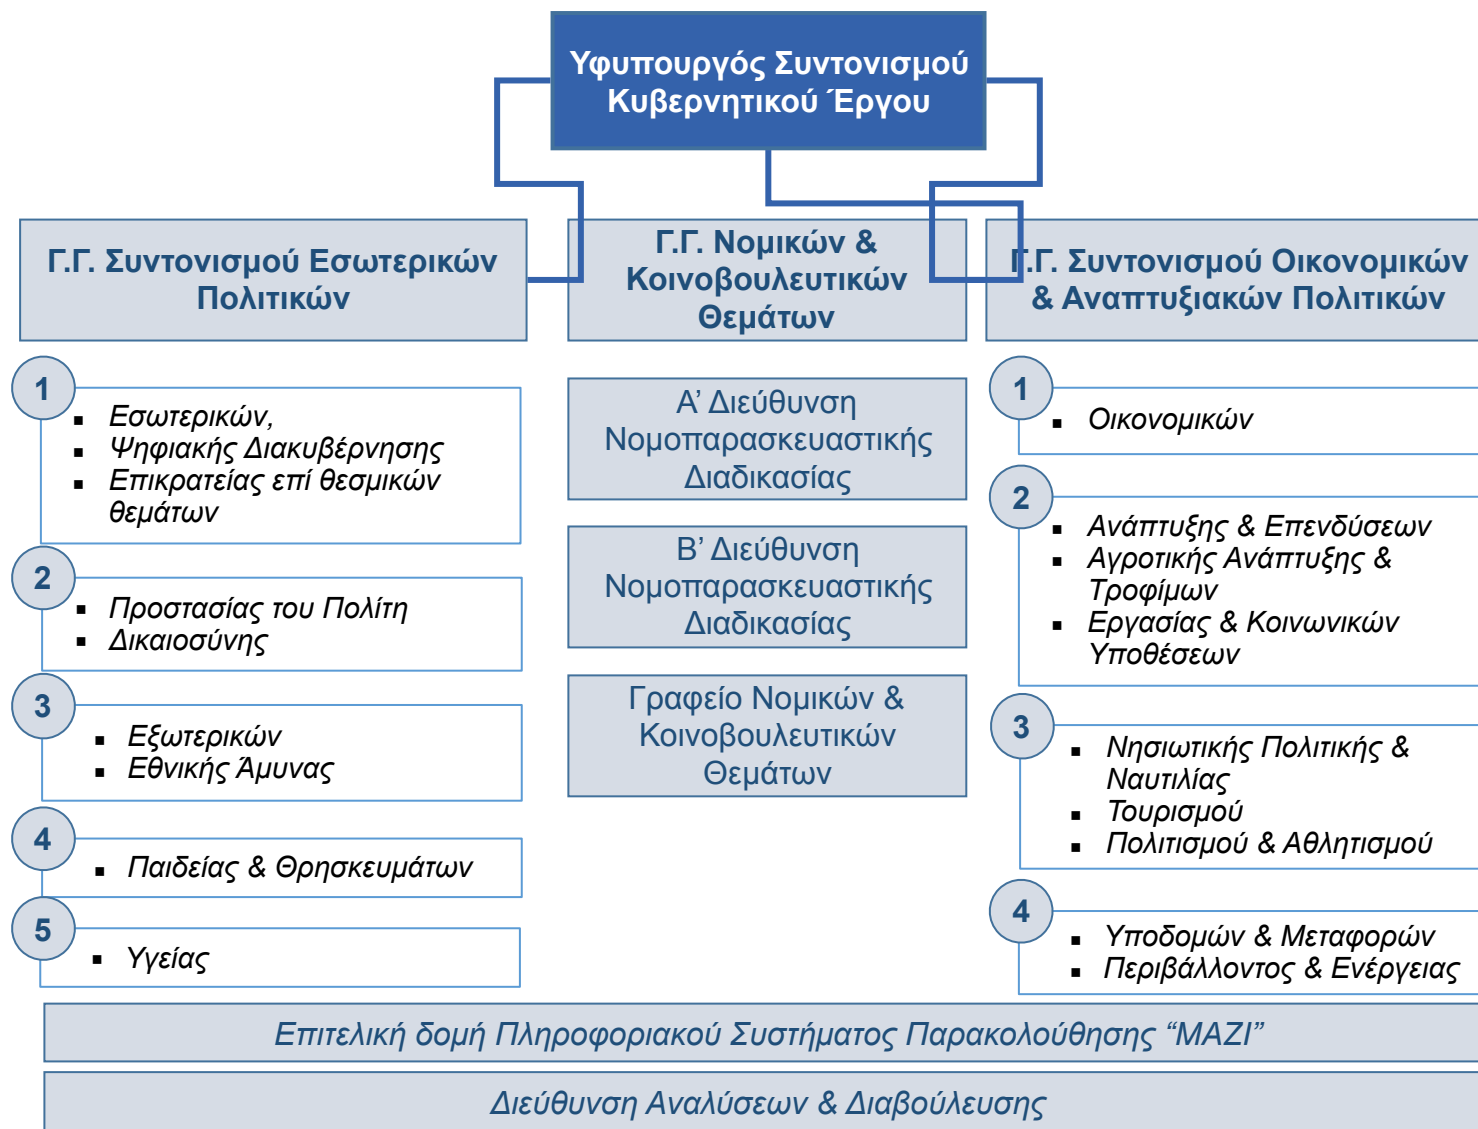 Υφυπουργός Συντονισμού
Κυβερνητικού Έργου
Γ.Γ. Συντονισμού Εσωτερικών
Πολιτικών
1
▪ Εσωτερικών,
▪ Ψηφιακής Διακυβέρνησης
▪ Επικρατείας επί θεσμικών
θεμάτων
2
▪ Προστασίας του Πολίτη
▪ Δικαιοσύνης
3
▪ Εξωτερικών
▪ Εθνικής Άμυνας
4
▪ Παιδείας & Θρησκευμάτων
5
▪ Υγείας
Γ.Γ. Νομικών &
Κοινοβουλευτικών
Θεμάτων
Α’ Διεύθυνση
Νομοπαρασκευαστικής
Διαδικασίας
Β’ Διεύθυνση
Νομοπαρασκευαστικής
Διαδικασίας
Γραφείο Νομικών &
Κοινοβουλευτικών
Θεμάτων
Γ.Γ. Συντονισμού Οικονομικών
& Αναπτυξιακών Πολιτικών
1
▪ Οικονομικών
2
▪ Ανάπτυξης & Επενδύσεων
▪ Αγροτικής Ανάπτυξης &
Τροφίμων
▪ Εργασίας & Κοινωνικών
Υποθέσεων
3
▪ Νησιωτικής Πολιτικής &
Ναυτιλίας
▪ Τουρισμού
▪ Πολιτισμού & Αθλητισμού
4
▪ Υποδομών & Μεταφορών
▪ Περιβάλλοντος & Ενέργειας
Επιτελική δομή Πληροφοριακού Συστήματος Παρακολούθησης “ΜΑΖΙ”
Διεύθυνση Αναλύσεων & Διαβούλευσης